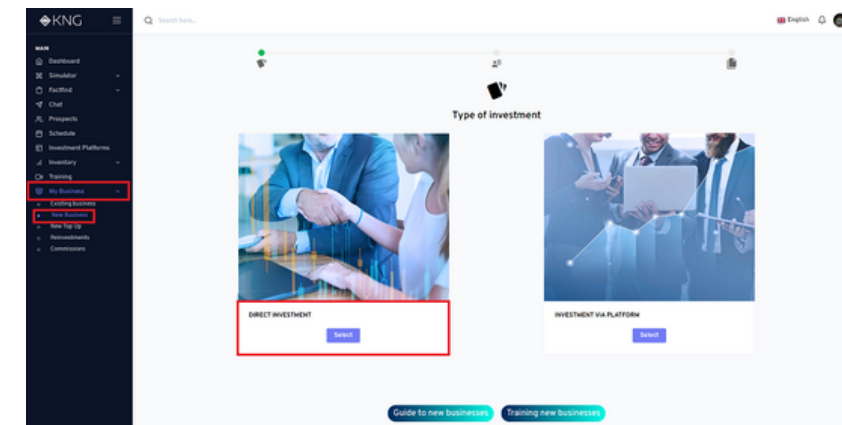 KNG
Search here...
English
MAIN
Dashboard
Simulator
Factfind
Chat
Prospects
Schedule
Investment Platforms
Inventory
Training
My Business
Existing business
New Business
New Top Up
Reinvestments
Commissions
Type of investment
DIRECT INVESTMENT
Select
INVESTMENT VIA PLATFORM
Select
Guide to new businesses
Training new businesses